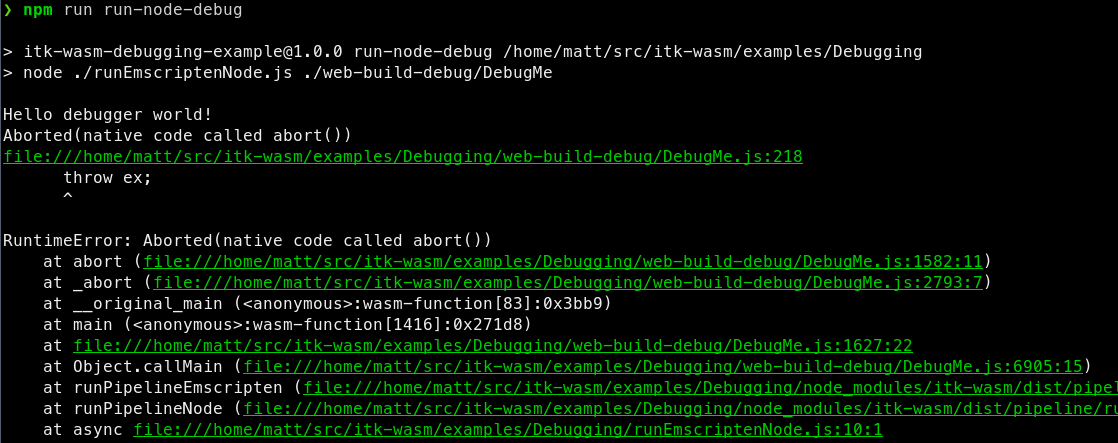 ❯ npm run run-node-debug
> itk-wasm-debugging-example@1.0.0 run-node-debug /home/matt/src/itk-wasm/examples/Debugging
> node ./runEmscriptenNode.js ./web-build-debug/DebugMe
Hello debugger world!
Aborted(native code called abort())
file:///home/matt/src/itk-wasm/examples/Debugging/web-build-debug/DebugMe.js:218
throw ex;
^
RuntimeError: Aborted(native code called abort())
at abort (file:///home/matt/src/itk-wasm/examples/Debugging/web-build-debug/DebugMe.js:1582:11)
at _abort (file:///home/matt/src/itk-wasm/examples/Debugging/web-build-debug/DebugMe.js:2793:7)
at __original_main (<anonymous>:wasm-function[83]:0x3bb9)
at main (<anonymous>:wasm-function[1416]:0x271d8)
at file:///home/matt/src/itk-wasm/examples/Debugging/web-build-debug/DebugMe.js:1627:22
at Object.callMain (file:///home/matt/src/itk-wasm/examples/Debugging/web-build-debug/DebugMe.js:6905:15)
at runPipelineEmscripten (file:///home/matt/src/itk-wasm/examples/Debugging/node_modules/itk-wasm/dist/pipel
at runPipelineNode (file:///home/matt/src/itk-wasm/examples/Debugging/node_modules/itk-wasm/dist/pipeline/ru
at async file:///home/matt/src/itk-wasm/examples/Debugging/runEmscriptenNode.js:10:1